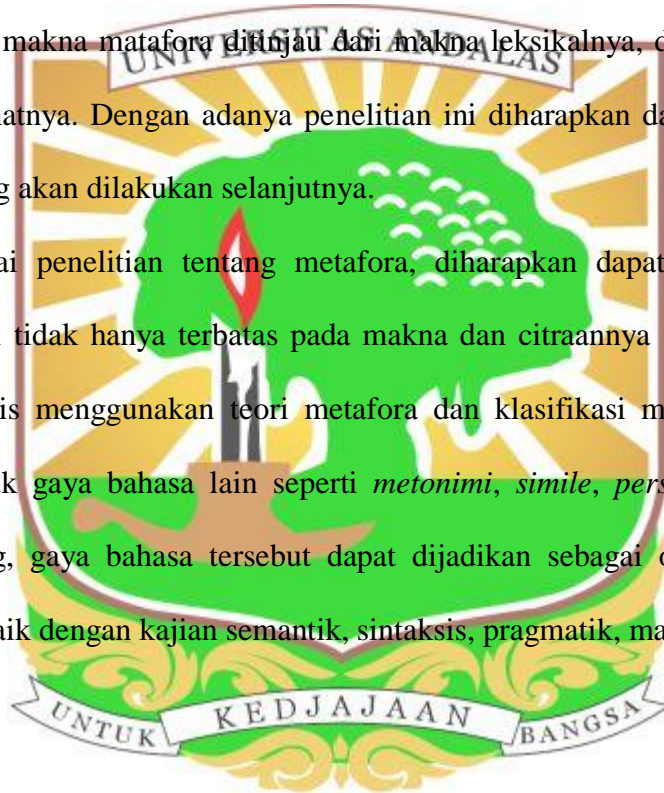 makna matafora ditinjau dari makna leksikalnya, d
UNIVERSITAS ANDALAS
natnya. Dengan adanya penelitian ini diharapkan da
g akan dilakukan selanjutnya.
ai penelitian tentang metafora, diharapkan dapat
tidak hanya terbatas pada makna dan citraannya
is menggunakan teori metafora dan klasifikasi m
k gaya bahasa lain seperti metonimi, simile, pers
g, gaya bahasa tersebut dapat dijadikan sebagai o
aik dengan kajian semantik, sintaksis, pragmatik, ma
UNTUK KEDJAJAAN BANGSA